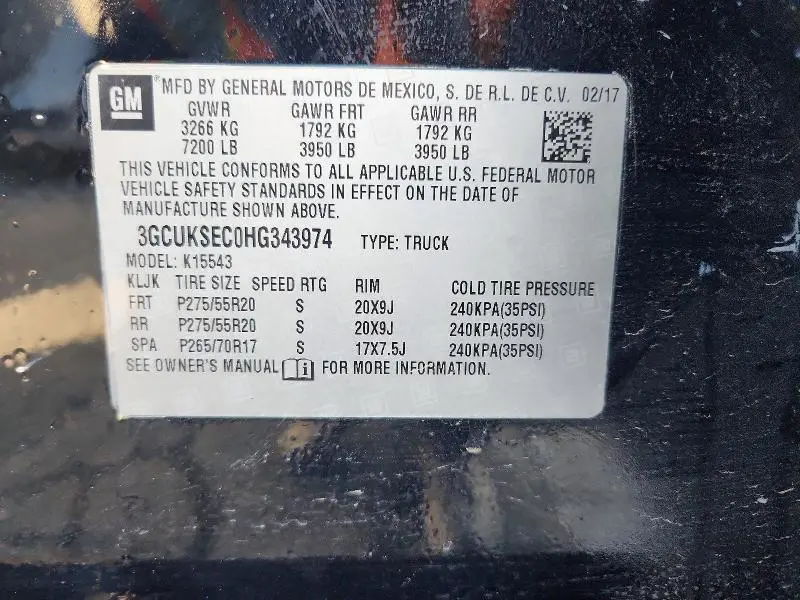 GM MFD BY GENERAL MOTORS DE MEXICO, S. DE R.L. DE C.V. 02/17
GVWR GAWR FRT GAWR RR
3266 KG 1792 KG 1792 KG
7200 LB 3950 LB 3950 LB
THIS VEHICLE CONFORMS TO ALL APPLICABLE U.S. FEDERAL MOTOR
VEHICLE SAFETY STANDARDS IN EFFECT ON THE DATE OF
MANUFACTURE SHOWN ABOVE.
3GCUKSEC0HG343974 TYPE: TRUCK
MODEL: K15543
KLJK TIRE SIZE SPEED RTG RIM COLD TIRE PRESSURE
FRT P275/55R20 S 20X9J 240KPA(35PSI)
RR P275/55R20 S 20X9J 240KPA(35PSI)
SPA P265/70R17 S 17X7.5J 240KPA(35PSI)
SEE OWNER'S MANUAL i FOR MORE INFORMATION.